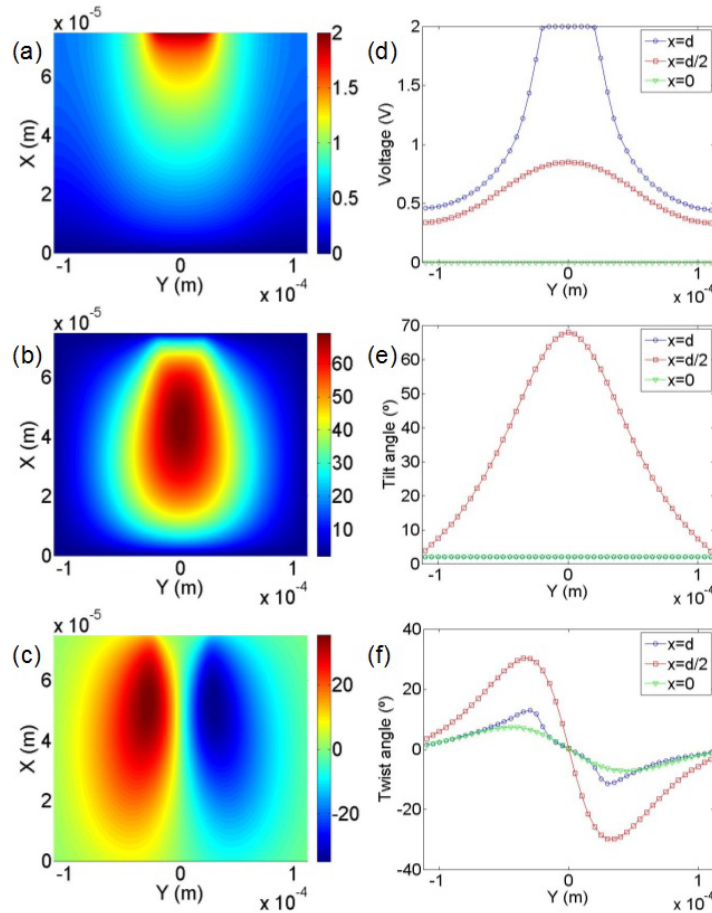 (a)
x 10⁻⁵
X (m)
6
4
2
0
-1
0
1
Y (m)
x 10⁻⁴
2
1.5
1
0.5
0
(d)
Voltage (V)
2
1.5
1
0.5
0
x=d
x=d/2
x=0
-1
0
1
Y (m)
x 10⁻⁴
(b)
x 10⁻⁵
X (m)
6
4
2
0
-1
0
1
Y (m)
x 10⁻⁴
60
50
40
30
20
10
(e)
Tilt angle (º)
70
60
50
40
30
20
10
0
x=d
x=d/2
x=0
-1
0
1
Y (m)
x 10⁻⁴
(c)
x 10⁻⁵
X (m)
6
4
2
0
-1
0
1
Y (m)
x 10⁻⁴
20
0
-20
(f)
Twist angle (º)
40
20
0
-20
-40
x=d
x=d/2
x=0
-1
0
1
Y (m)
x 10⁻⁴